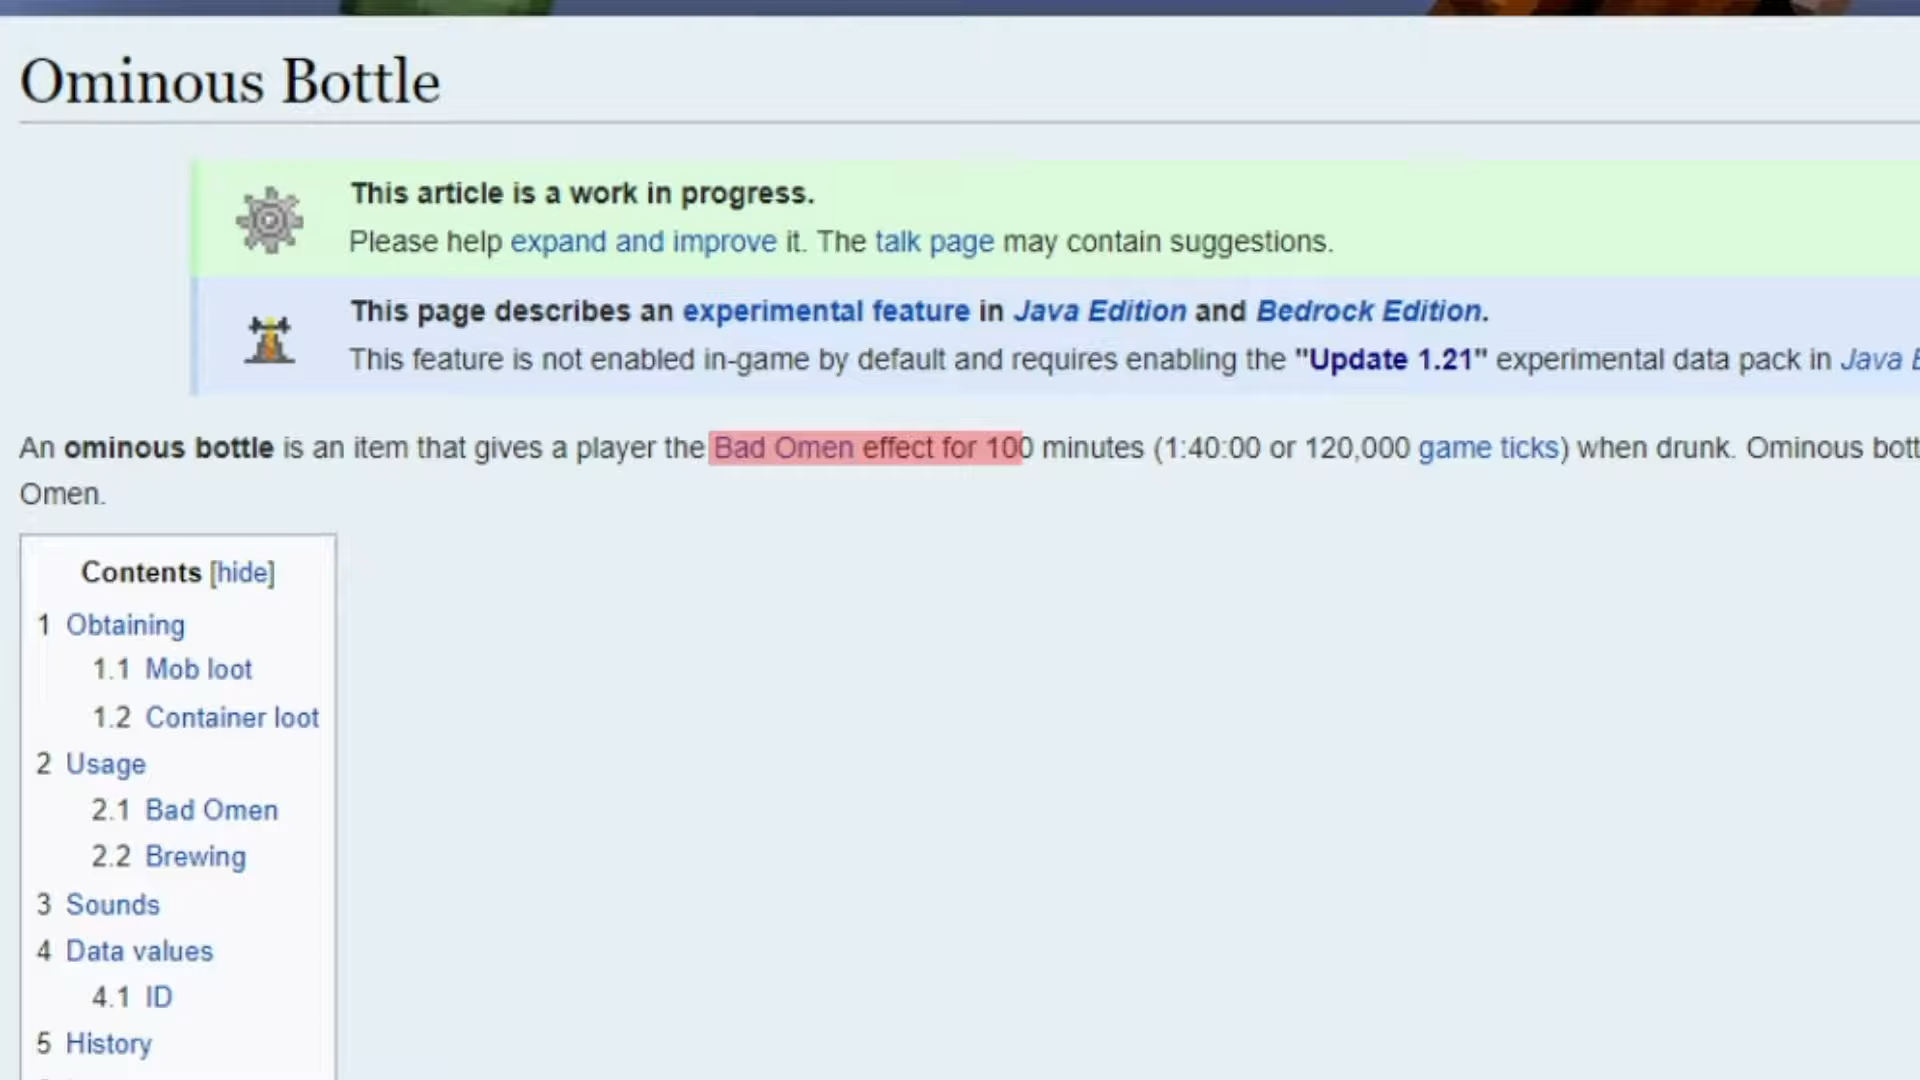 Ominous Bottle
This article is a work in progress.
Please help expand and improve it. The talk page may contain suggestions.
This page describes an experimental feature in Java Edition and Bedrock Edition.
This feature is not enabled in-game by default and requires enabling the "Update 1.21" experimental data pack in Java E
An ominous bottle is an item that gives a player the Bad Omen effect for 100 minutes (1:40:00 or 120,000 game ticks) when drunk. Ominous bott
Omen.
Contents [hide]
1 Obtaining
1.1 Mob loot
1.2 Container loot
2 Usage
2.1 Bad Omen
2.2 Brewing
3 Sounds
4 Data values
4.1 ID
5 History